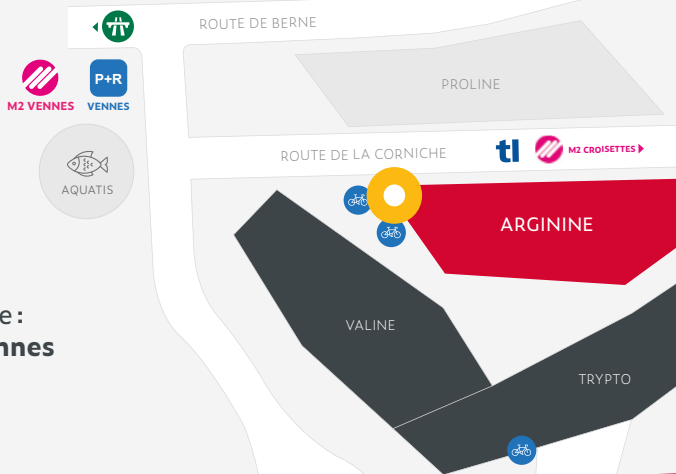 ROUTE DE BERNE
P+R
M2 VENNES
VENNES
PROLINE
ROUTE DE LA CORNICHE
tl
M2 CROISETTES
AQUATIS
ARGININE
e :
nnes
VALINE
TRYPTO